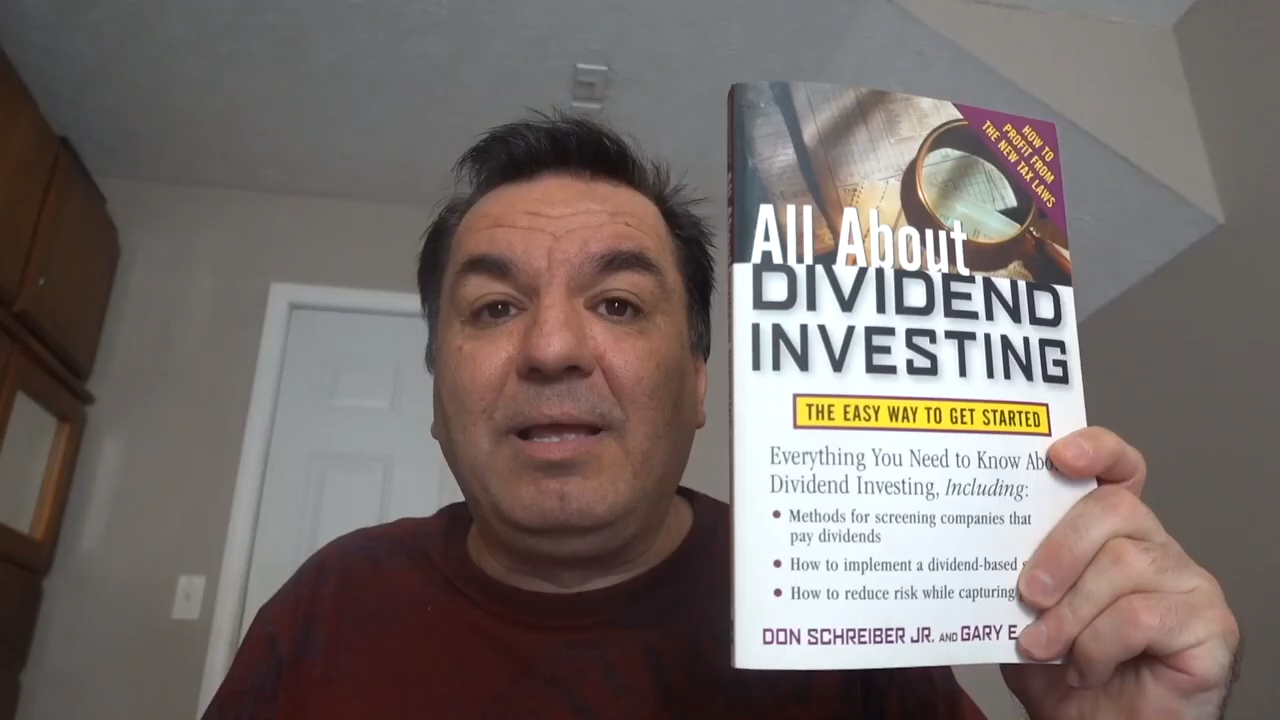 HOW TO
PROFIT FROM
THE NEW TAX LAWS
All About
DIVIDEND
INVESTING
THE EASY WAY TO GET STARTED
Everything You Need to Know
Dividend Investing, Including:
• Methods for screening companies that
pay dividends
• How to implement a dividend-based
• How to reduce risk while capturing
DON SCHREIBER JR. AND GARY E